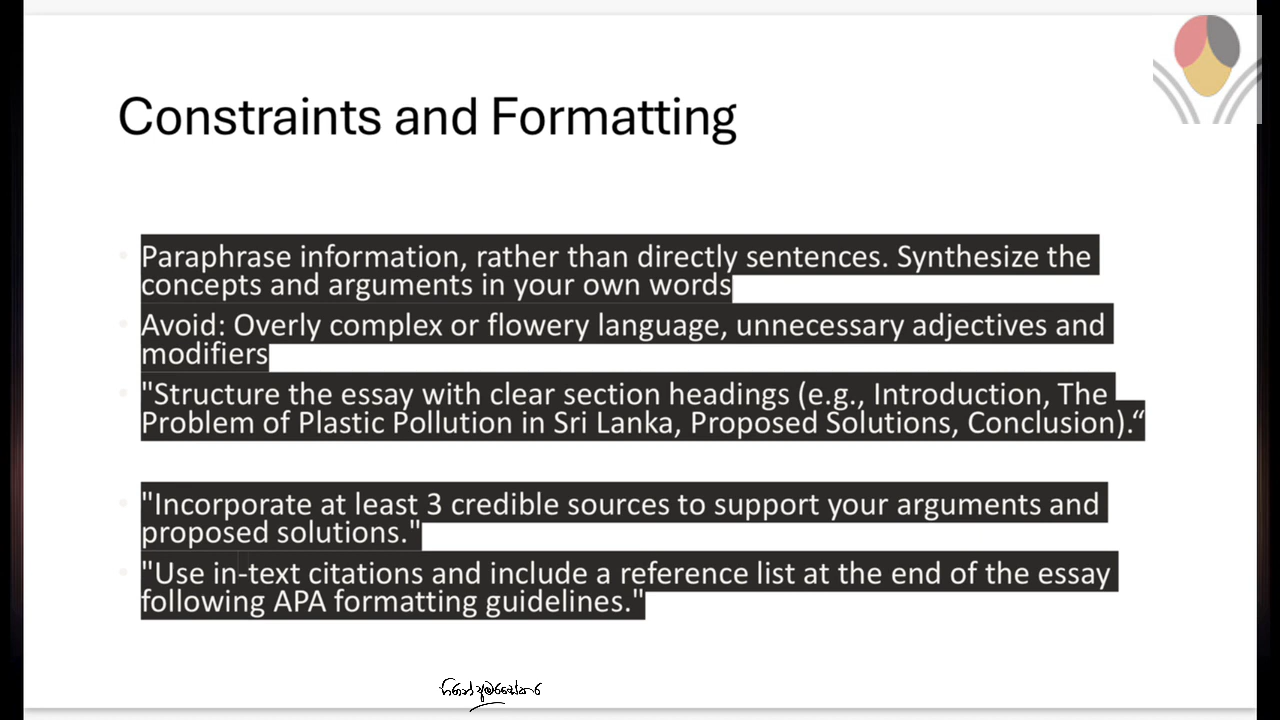 Constraints and Formatting
Paraphrase information, rather than directly sentences. Synthesize the
concepts and arguments in your own words
Avoid: Overly complex or flowery language, unnecessary adjectives and
modifiers
"Structure the essay with clear section headings (e.g., Introduction, The
Problem of Plastic Pollution in Sri Lanka, Proposed Solutions, Conclusion).“
"Incorporate at least 3 credible sources to support your arguments and
proposed solutions."
"Use in-text citations and include a reference list at the end of the essay
following APA formatting guidelines."